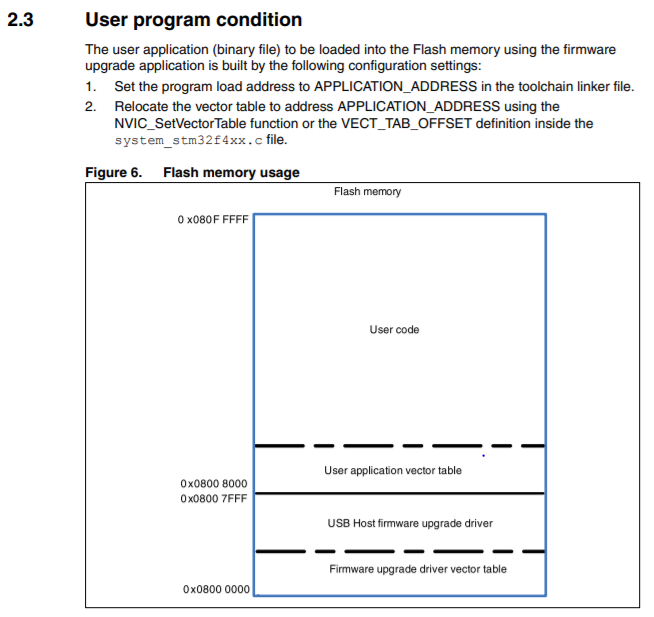 2.3 User program condition
The user application (binary file) to be loaded into the Flash memory using the firmware
upgrade application is built by the following configuration settings:
1. Set the program load address to APPLICATION_ADDRESS in the toolchain linker file.
2. Relocate the vector table to address APPLICATION_ADDRESS using the
NVIC_SetVectorTable function or the VECT_TAB_OFFSET definition inside the
system_stm32f4xx.c file.
Figure 6. Flash memory usage
Flash memory
0 x080F FFFF
User code
User application vector table
0x0800 8000
0x0800 7FFF
USB Host firmware upgrade driver
Firmware upgrade driver vector table
0x0800 0000